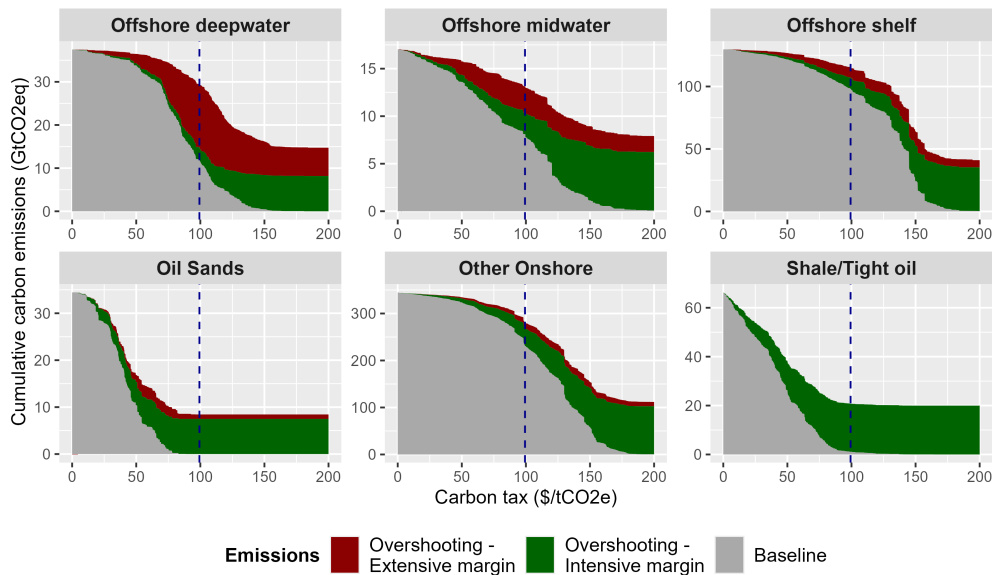 Offshore deepwater
Offshore midwater
Offshore shelf
30
20
10
0
0 50 100 150 200
15
10
5
0
0 50 100 150 200
100
50
0
0 50 100 150 200
Oil Sands
Other Onshore
Shale/Tight oil
30
20
10
0
0 50 100 150 200
300
200
100
0
0 50 100 150 200
60
40
20
0
0 50 100 150 200
Cumulative carbon emissions (GtCO2eq)
Carbon tax ($/tCO2e)
Emissions
Overshooting -
Extensive margin
Overshooting -
Intensive margin
Baseline